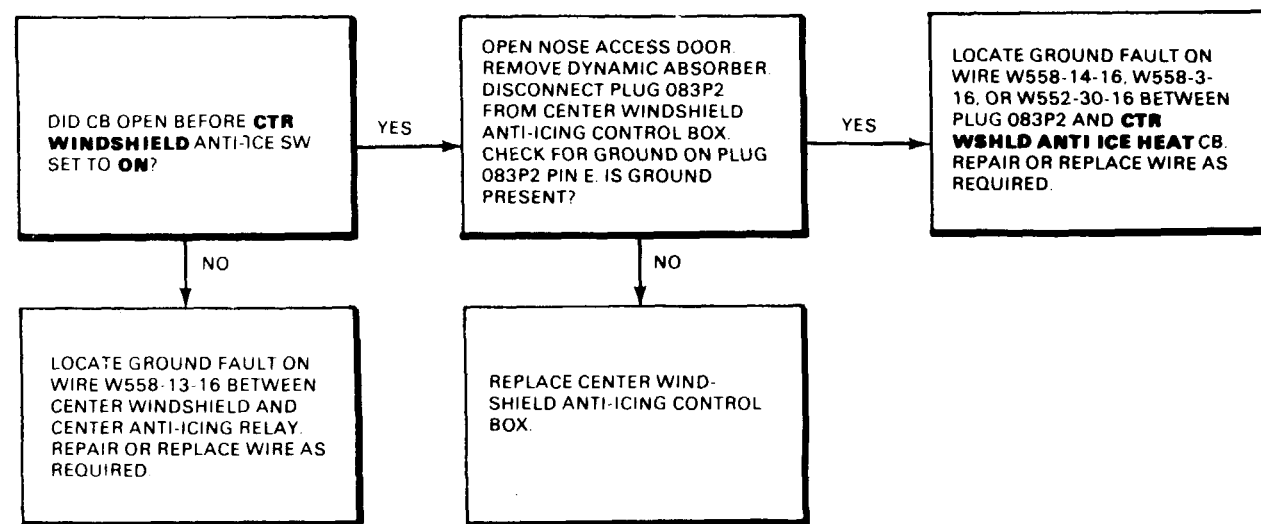 DID CB OPEN BEFORE CTR
WINDSHIELD ANTI-ICE SW
SET TO ON?
YES
OPEN NOSE ACCESS DOOR.
REMOVE DYNAMIC ABSORBER.
DISCONNECT PLUG 083P2
FROM CENTER WINDSHIELD
ANTI-ICING CONTROL BOX.
CHECK FOR GROUND ON PLUG
083P2 PIN E. IS GROUND
PRESENT?
YES
LOCATE GROUND FAULT ON
WIRE W558-14-16, W558-3-
16, OR W552-30-16 BETWEEN
PLUG 083P2 AND CTR
WSHLD ANTI ICE HEAT CB.
REPAIR OR REPLACE WIRE AS
REQUIRED.
NO
NO
LOCATE GROUND FAULT ON
WIRE W558-13-16 BETWEEN
CENTER WINDSHIELD AND
CENTER ANTI-ICING RELAY.
REPAIR OR REPLACE WIRE AS
REQUIRED.
REPLACE CENTER WIND-
SHIELD ANTI-ICING CONTROL
BOX.